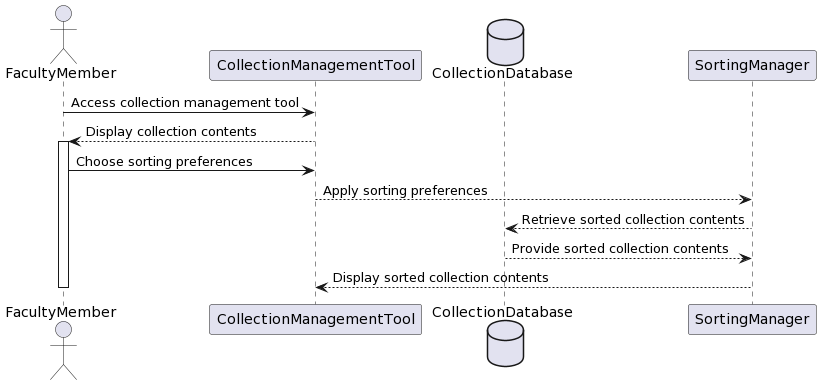 FacultyMember
CollectionManagementTool
CollectionDatabase
SortingManager
Access collection management tool
Display collection contents
Choose sorting preferences
Apply sorting preferences
Retrieve sorted collection contents
Provide sorted collection contents
Display sorted collection contents
FacultyMember
CollectionManagementTool
CollectionDatabase
SortingManager